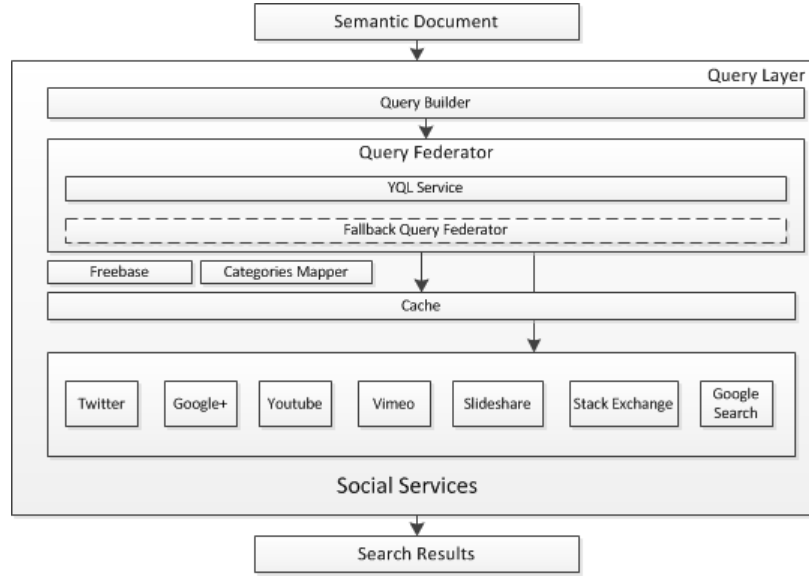 Semantic Document
Query Layer
Query Builder
Query Federator
YQL Service
Fallback Query Federator
Freebase
Categories Mapper
Cache
Twitter
Google+
Youtube
Vimeo
Slideshare
Stack Exchange
Google
Search
Social Services
Search Results